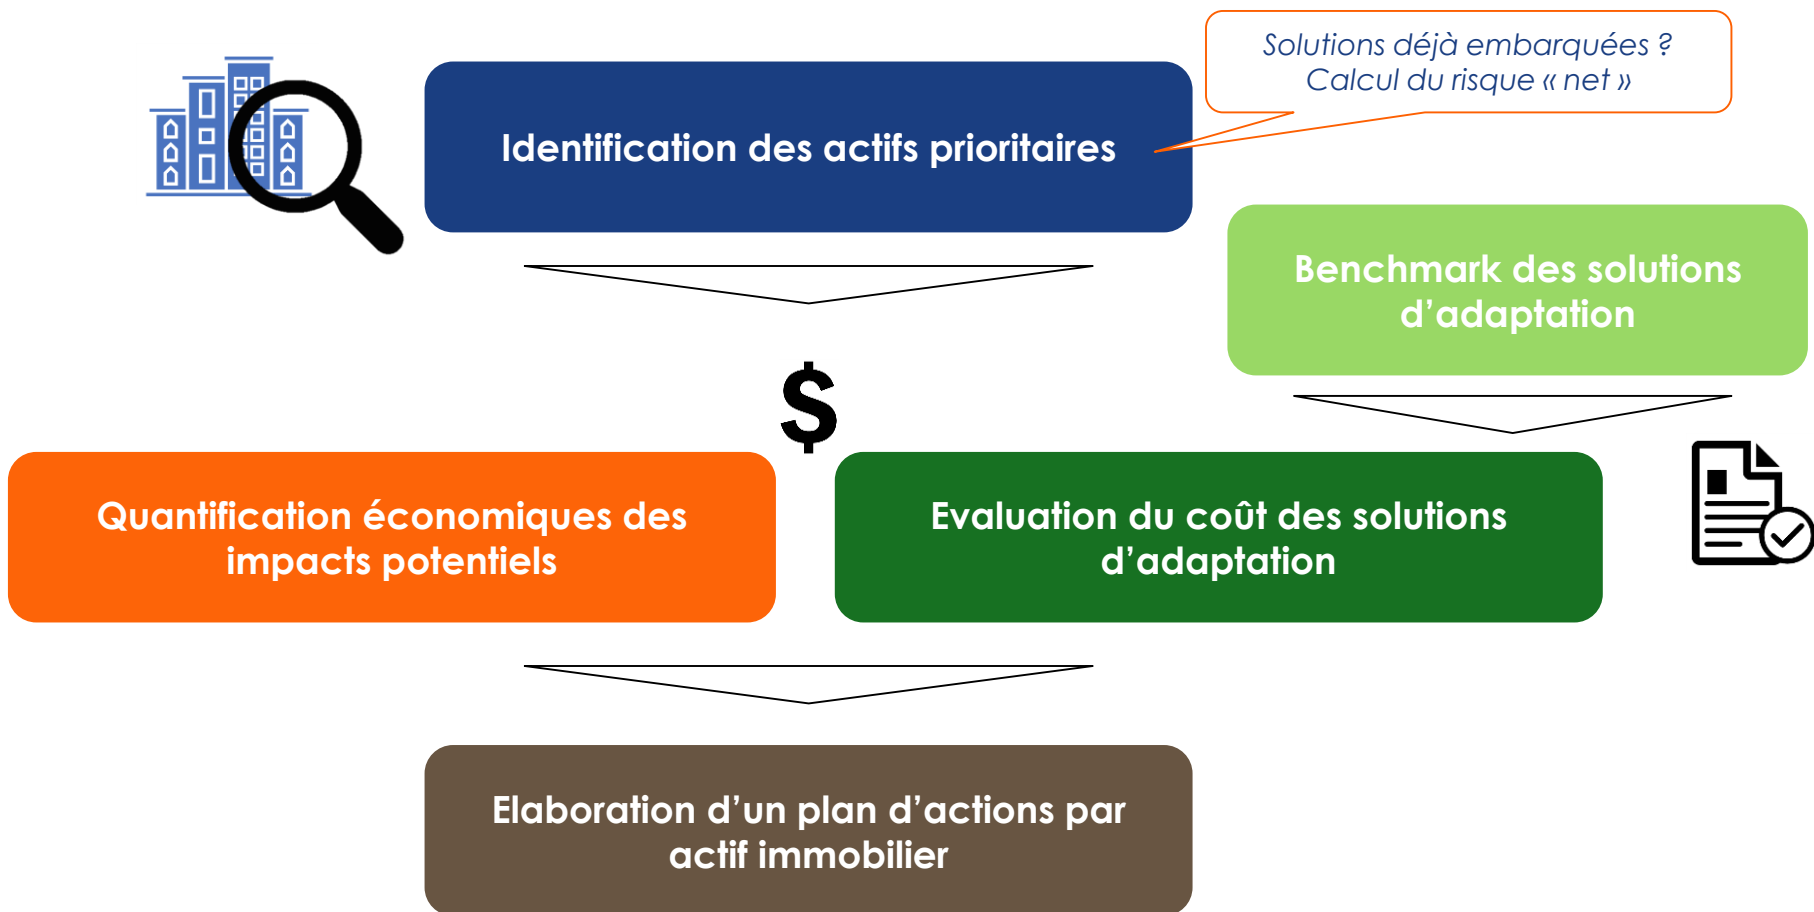 Solutions déjà embarquées ?
Calcul du risque « net »
Identification des actifs prioritaires
Benchmark des solutions
d’adaptation
$
Quantification économiques des
impacts potentiels
Evaluation du coût des solutions
d’adaptation
Elaboration d’un plan d’actions par
actif immobilier